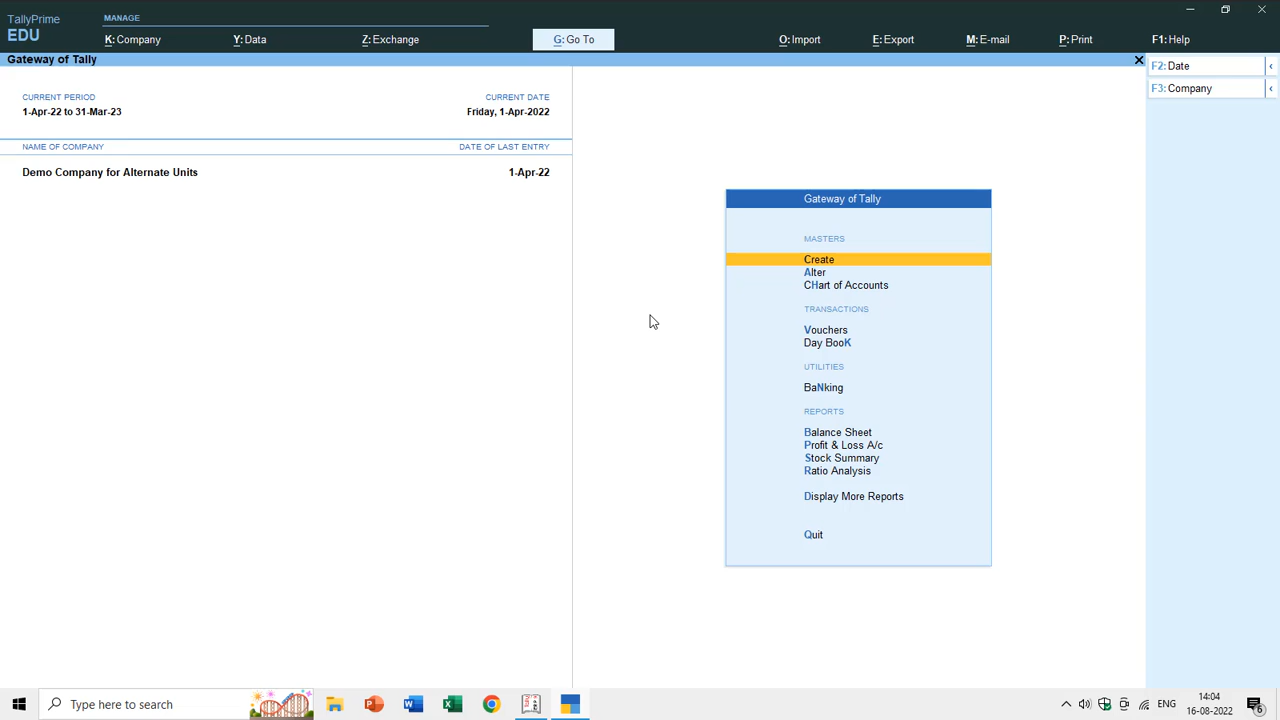 TallyPrime
EDU
MANAGE
K: Company
Y: Data
Z: Exchange
G: Go To
O: Import
E: Export
M: E-mail
P: Print
F1: Help
Gateway of Tally
F2: Date
F3: Company
CURRENT PERIOD
CURRENT DATE
1-Apr-22 to 31-Mar-23
Friday, 1-Apr-2022
NAME OF COMPANY
DATE OF LAST ENTRY
Demo Company for Alternate Units
1-Apr-22
Gateway of Tally
MASTERS
Create
Alter
CHart of Accounts
TRANSACTIONS
Vouchers
Day BooK
UTILITIES
BaNking
REPORTS
Balance Sheet
Profit & Loss A/c
Stock Summary
Ratio Analysis
Display More Reports
Quit
Type here to search
ENG
14:04
16-08-2022
6